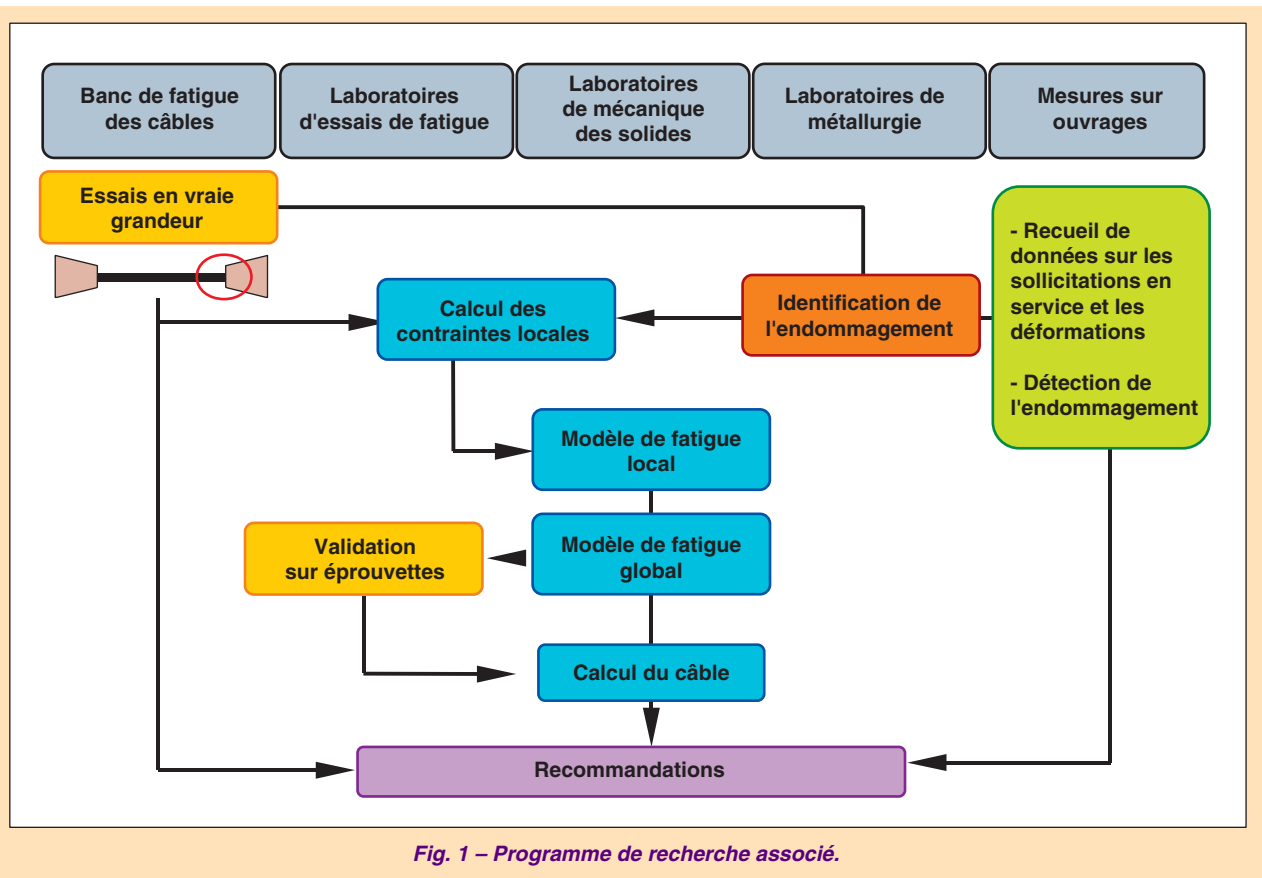 Banc de fatigue
des câbles
Laboratoires
d'essais de fatigue
Laboratoires
de mécanique
des solides
Laboratoires de
métallurgie
Mesures sur
ouvrages
Essais en vraie
grandeur
- Recueil de
données sur les
sollicitations en
service et les
déformations
- Détection de
l'endommagement
Identification de
l'endommagement
Calcul des
contraintes locales
Modèle de fatigue
local
Validation
sur éprouvettes
Modèle de fatigue
global
Calcul du câble
Recommandations
Fig. 1 – Programme de recherche associé.